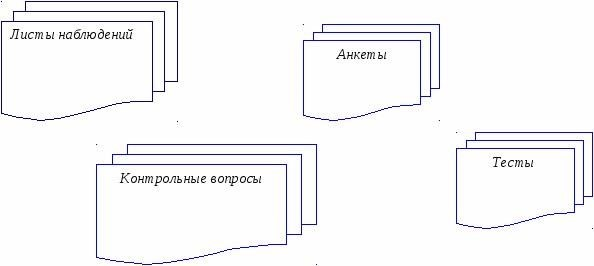 Листы наблюдений
Анкеты
Контрольные вопросы
Тесты